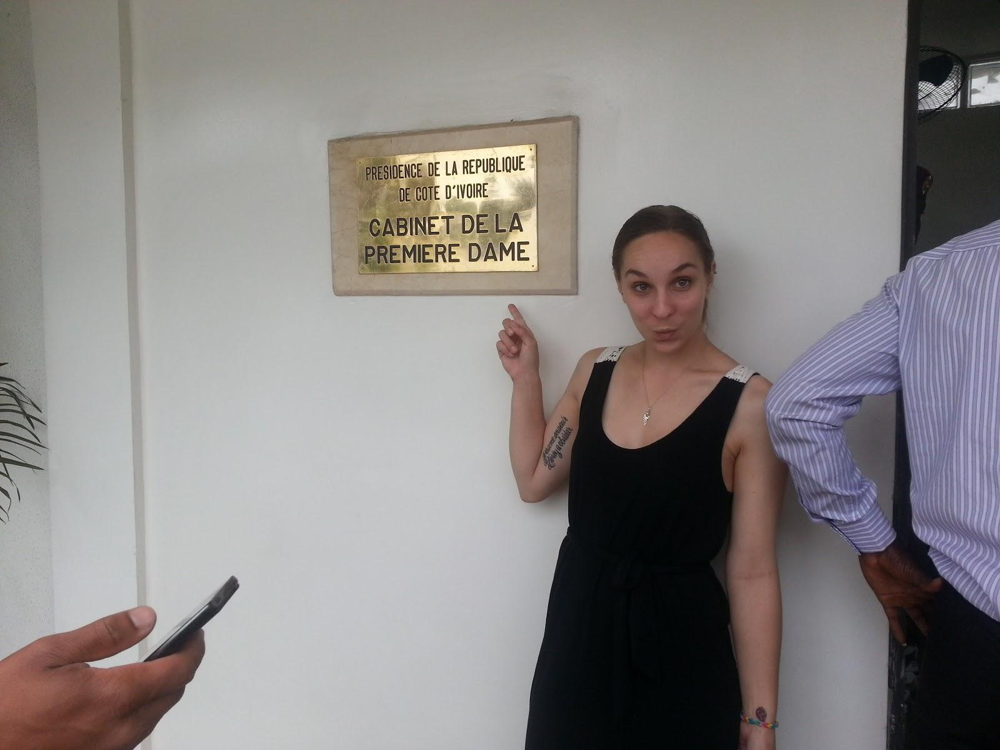 PRESIDENCE DE LA REPUBLIQUE
DE COTE D'IVOIRE
CABINET DE LA
PREMIERE DAME